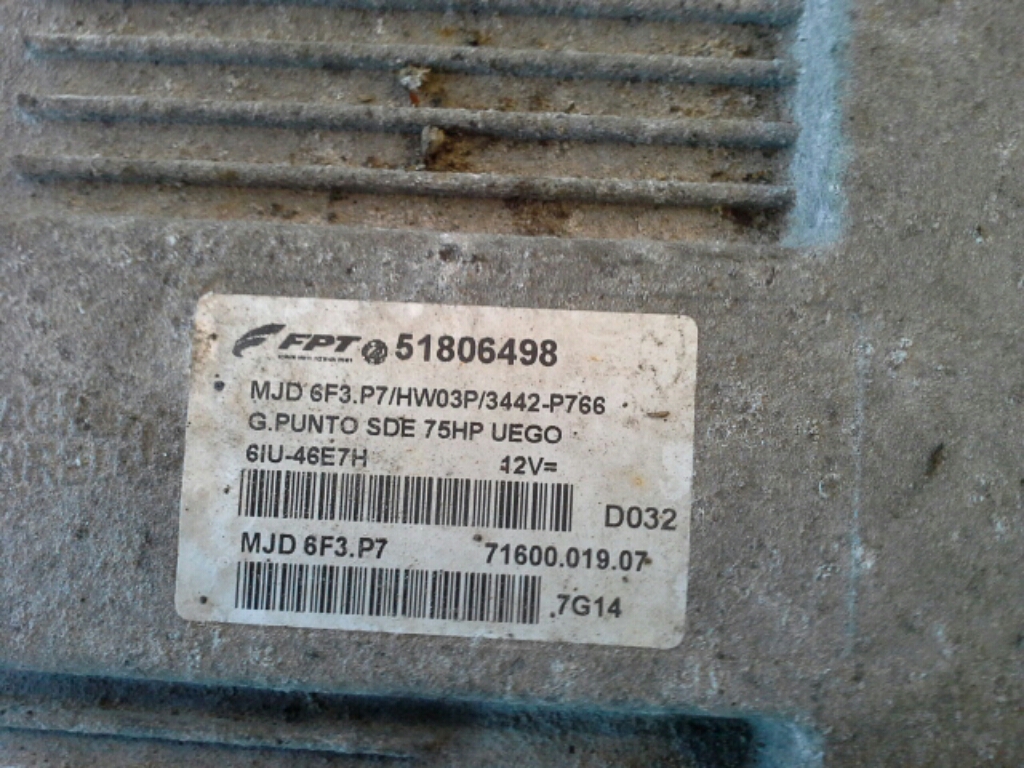 FPT 51806498
MJD 6F3.P7/HW03P/3442-P766
G.PUNTO SDE 75HP UEGO
6IU-46E7H 12V=
D032
MJD 6F3.P7 71600.019.07
7G14